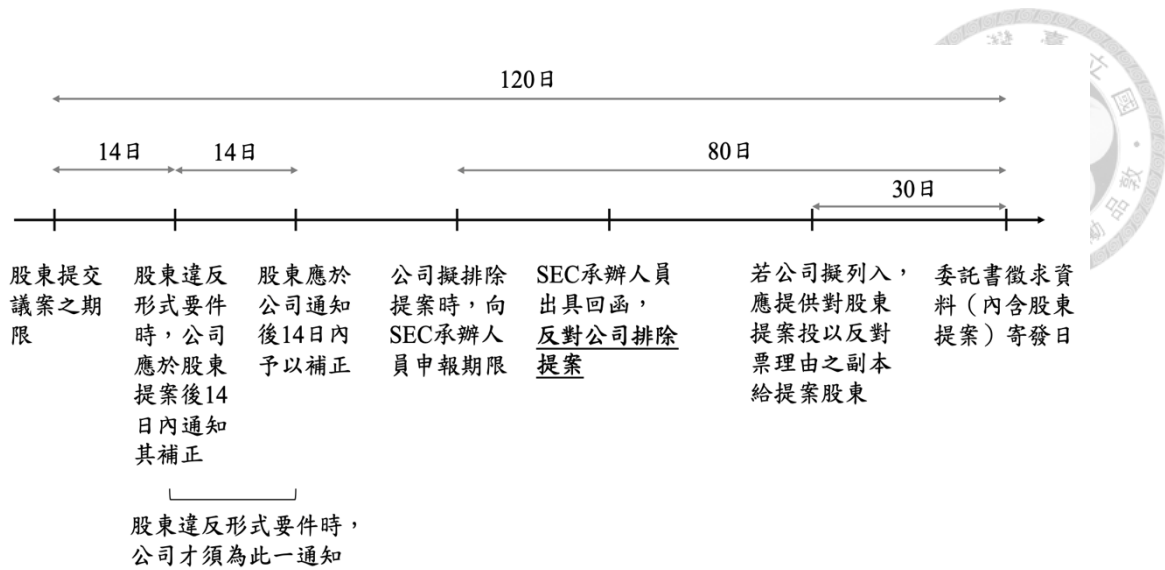 120日
14日
14日
80日
30日
股東提交
議案之期
限
股東違反
形式要件
時，公司
應於股東
提案後14
日內通知
其補正
股東應於
公司通知
後14日內
予以補正
公司擬排除
提案時，向
SEC承辦人
員申報期限
SEC承辦人員
出具回函，
反對公司排除
提案
若公司擬列入，
應提供對股東
提案投以反對
票理由之副本
給提案股東
委託書徵求資
料（內含股東
提案）寄發日
股東違反形式要件時，
公司才須為此一通知